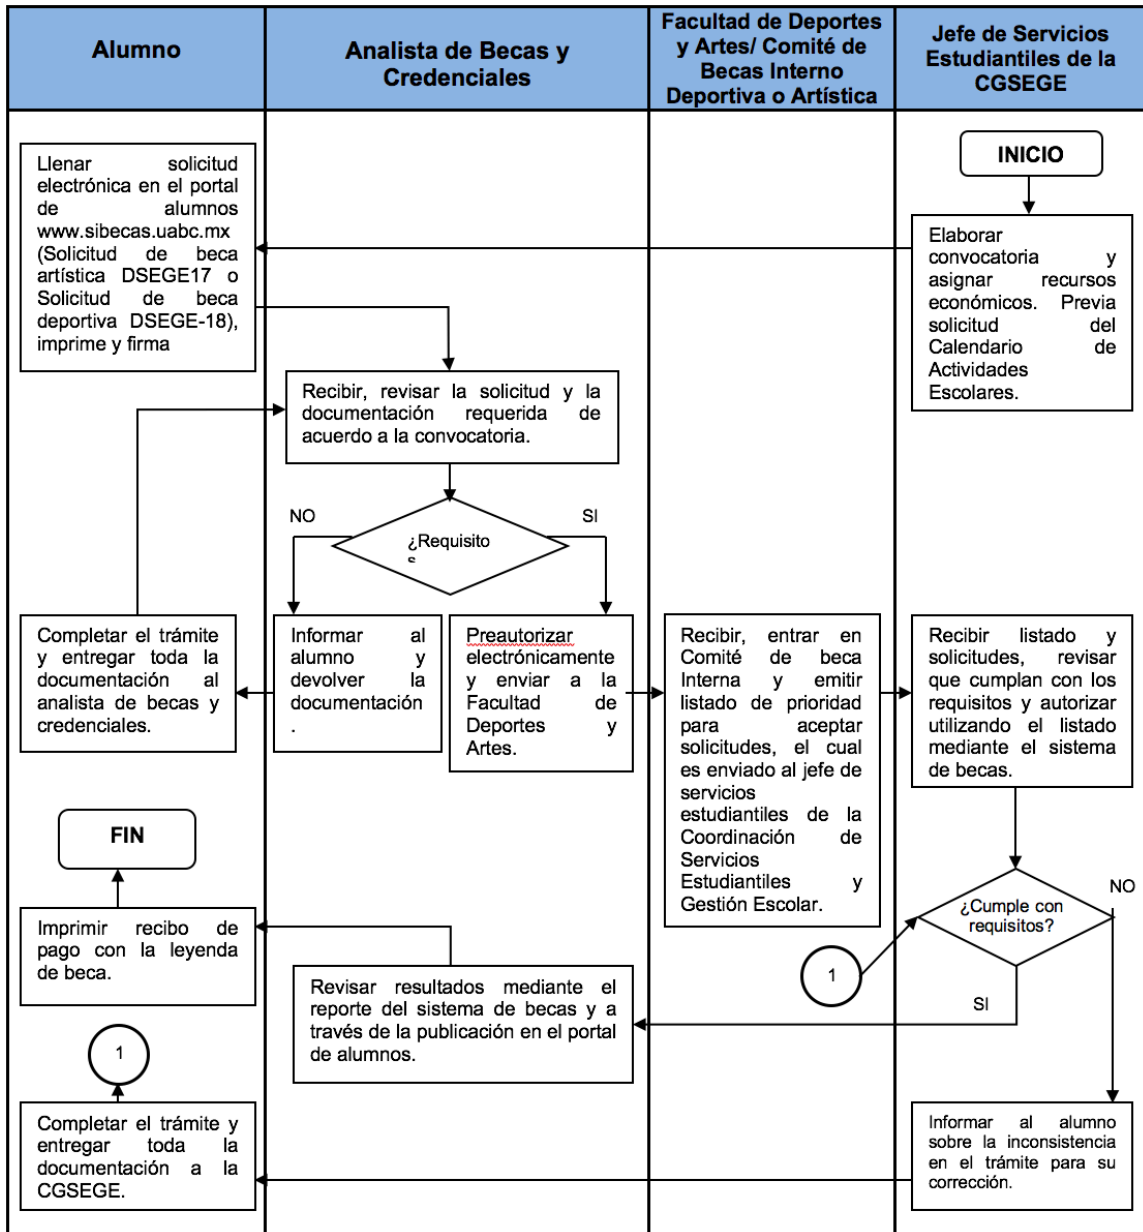 Alumno
Analista de Becas y
Credenciales
Facultad de Deportes
y Artes/ Comité de
Becas Interno
Deportiva o Artística
Jefe de Servicios
Estudiantiles de la
CGSEGE
INICIO
Elaborar
convocatoria y
asignar recursos
económicos. Previa
solicitud del
Calendario de
Actividades
Escolares.
Llenar solicitud
electrónica en el portal
de alumnos
www.sibecas.uabc.mx
(Solicitud de beca
artística DSEGE17 o
Solicitud de beca
deportiva DSEGE-18),
imprime y firma
Recibir, revisar la solicitud y la
documentación requerida de
acuerdo a la convocatoria.
NO
SI
¿Requisito
Completar el trámite
y entregar toda la
documentación al
analista de becas y
credenciales.
Informar al
alumno y
devolver la
documentación
.
Preautorizar
electrónicamente
y enviar a la
Facultad de
Deportes y
Artes.
Recibir, entrar en
Comité de beca
Interna y emitir
listado de prioridad
para aceptar
solicitudes, el cual
es enviado al jefe de
servicios
estudiantiles de la
Coordinación de
Servicios
Estudiantiles y
Gestión Escolar.
Recibir listado y
solicitudes, revisar
que cumplan con los
requisitos y autorizar
utilizando el listado
mediante el sistema
de becas.
¿Cumple con
requisitos?
NO
SI
1
Revisar resultados mediante el
reporte del sistema de becas y a
través de la publicación en el portal
de alumnos.
Imprimir recibo de
pago con la leyenda
de beca.
FIN
Informar al alumno
sobre la inconsistencia
en el trámite para su
corrección.
Completar el trámite y
entregar toda la
documentación a la
CGSEGE.
1